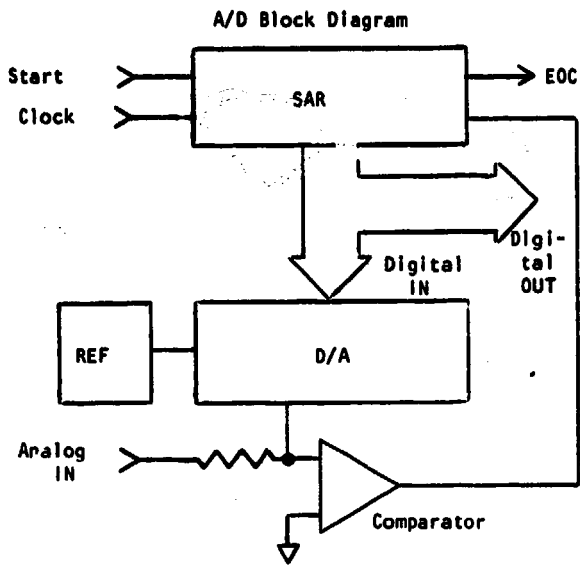 A/D Block Diagram
Start
EOC
SAR
Clock
Digi-
tal
OUT
Digital
IN
REF
D/A
Analog
IN
Comparator